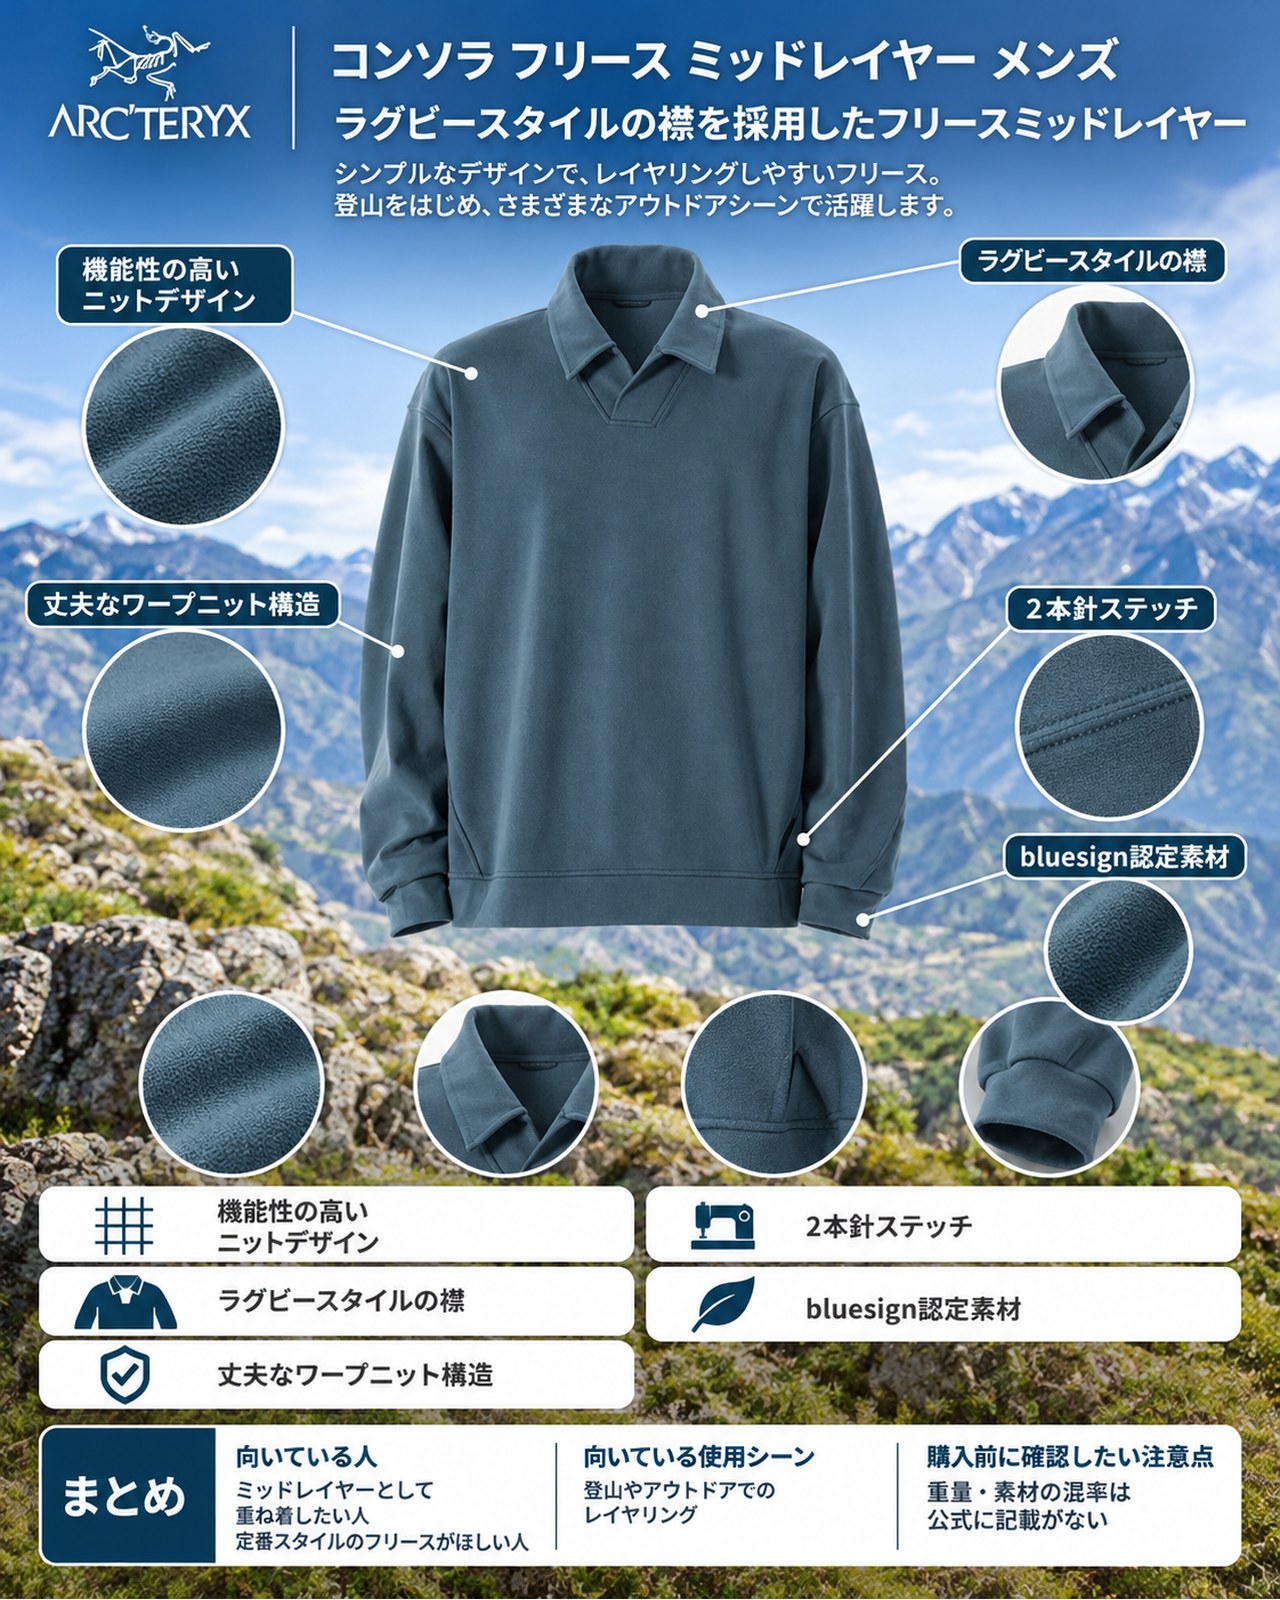 ARC'TERYX
コンソラ フリース ミッドレイヤー メンズ
ラグビースタイルの襟を採用したフリースミッドレイヤー
シンプルなデザインで、レイヤリングしやすいフリース。
登山をはじめ、さまざまなアウトドアシーンで活躍します。
機能性の高い
ニットデザイン
ラグビースタイルの襟
丈夫なワープニット構造
2本針ステッチ
bluesign認定素材
機能性の高い
ニットデザイン
2本針ステッチ
ラグビースタイルの襟
bluesign認定素材
丈夫なワープニット構造
まとめ
向いている人
ミッドレイヤーとして
重ね着したい人
定番スタイルのフリースがほしい人
向いている使用シーン
登山やアウトドアでの
レイヤリング
購入前に確認したい注意点
重量・素材の混率は
公式に記載がない